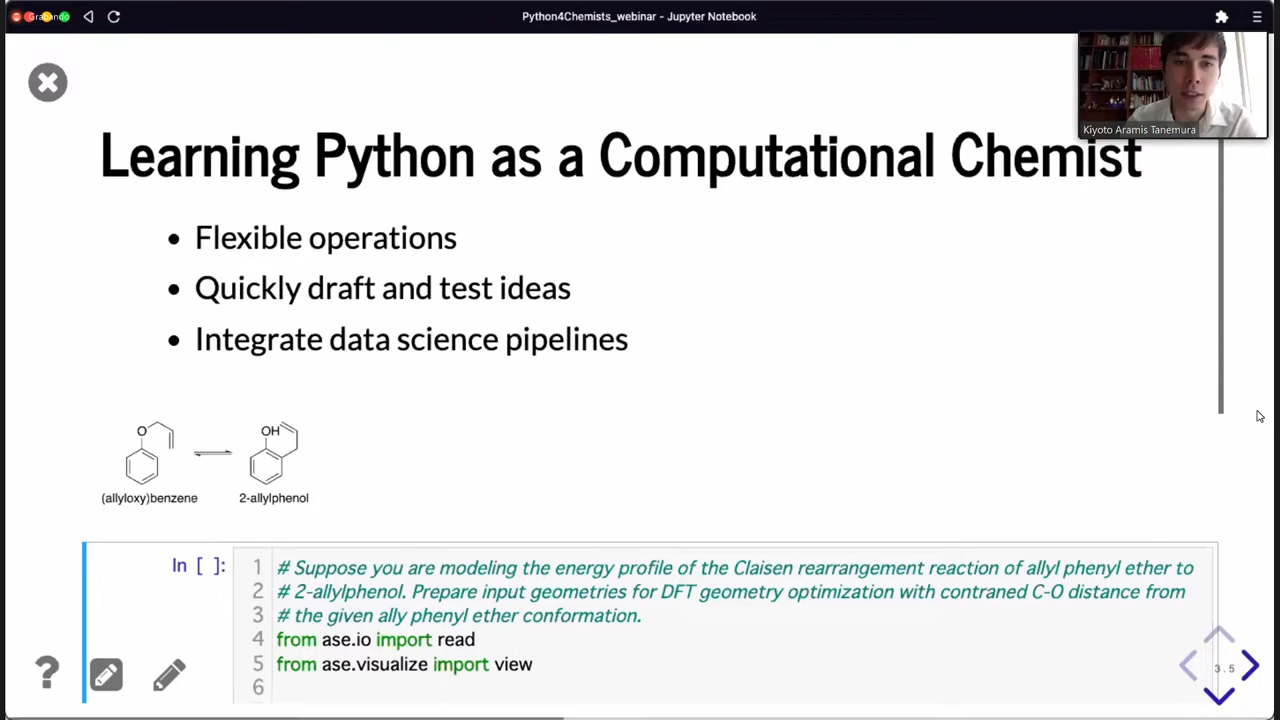 Grabando
Python4Chemists_webinar - Jupyter Notebook
Kiyoto Aramis Tanemura
Learning Python as a Computational Chemist
• Flexible operations
• Quickly draft and test ideas
• Integrate data science pipelines
O OH
(allyloxy)benzene 2-allylphenol
In [ ]: 1 # Suppose you are modeling the energy profile of the Claisen rearrangement reaction of allyl phenyl ether to
2 # 2-allylphenol. Prepare input geometries for DFT geometry optimization with contraned C-O distance from
3 # the given ally phenyl ether conformation.
4 from ase.io import read
5 from ase.visualize import view
6
?
3.5